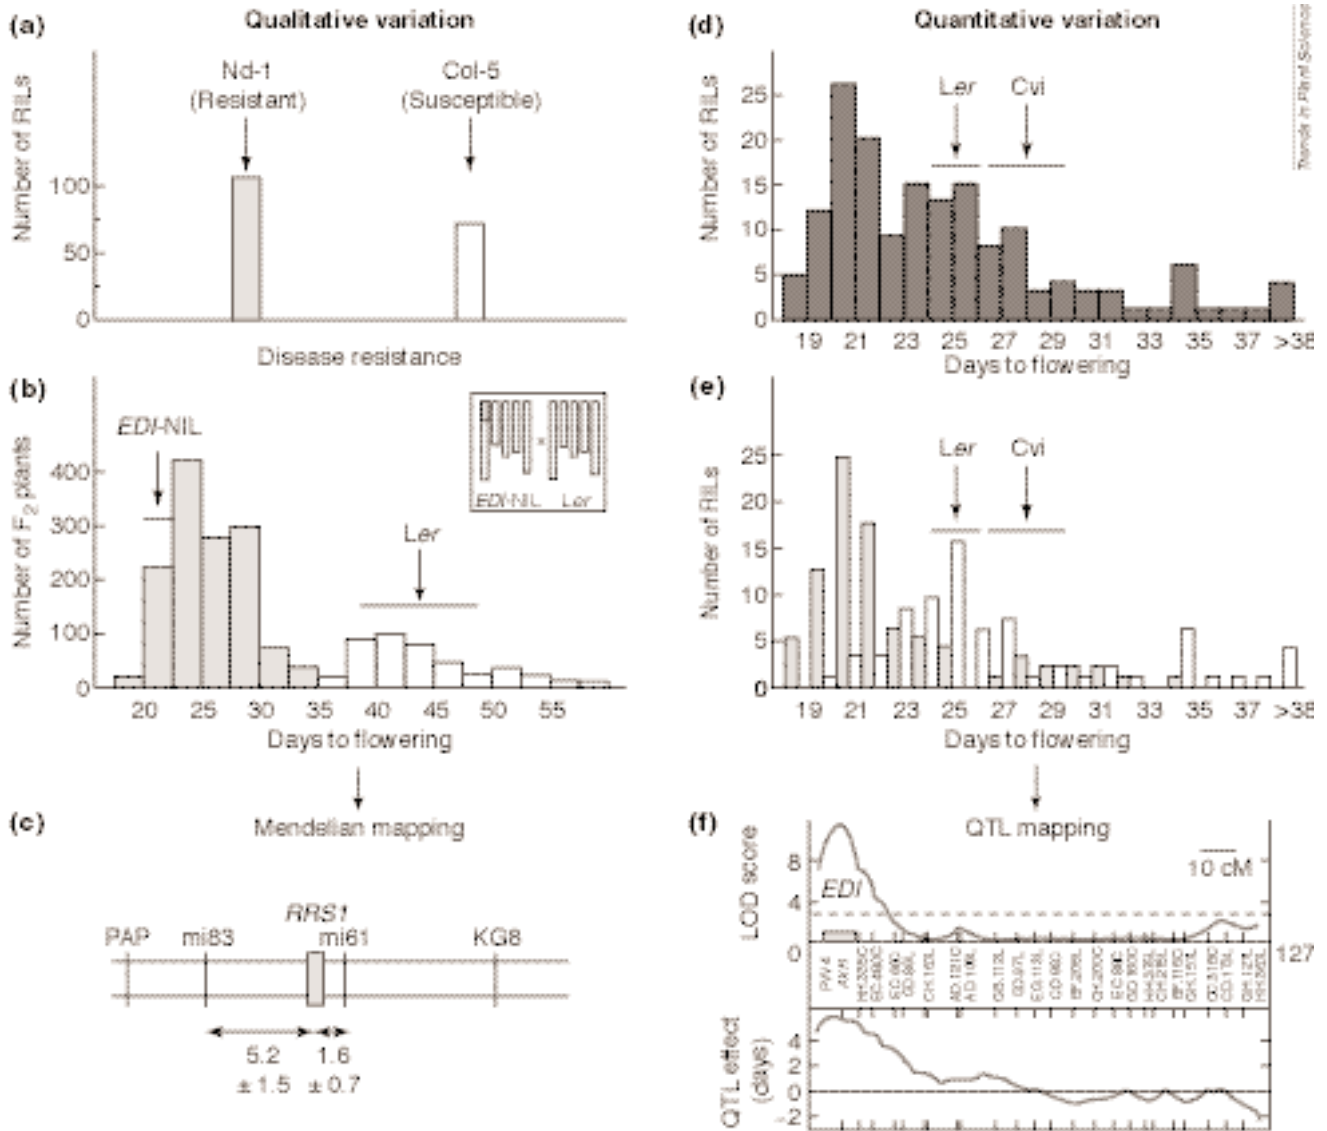 (a)
Qualitative variation
Number of RILs
Nd-1
(Resistant)
Col-5
(Susceptible)
100
50
0
Disease resistance
(b)
Number of F2 plants
EDI-NIL
Ler
EDI-NIL x Ler
400
300
200
100
0
20 25 30 35 40 45 50 55
Days to flowering
(c)
Mendelian mapping
RRS1
PAP mi83 mi61 KG8
5.2 1.6
± 1.5 ± 0.7
(d)
Quantitative variation
Trends in Plant Science
Number of RILs
Ler Cvi
25
20
15
10
5
0
19 21 23 25 27 29 31 33 35 37 >38
Days to flowering
(e)
Number of RILs
Ler Cvi
25
20
15
10
5
0
19 21 23 25 27 29 31 33 35 37 >38
Days to flowering
(f)
QTL mapping
LOD score
8
4
0
EDI
10 cM
0 127
QTL effect
(days)
4
2
0
-2